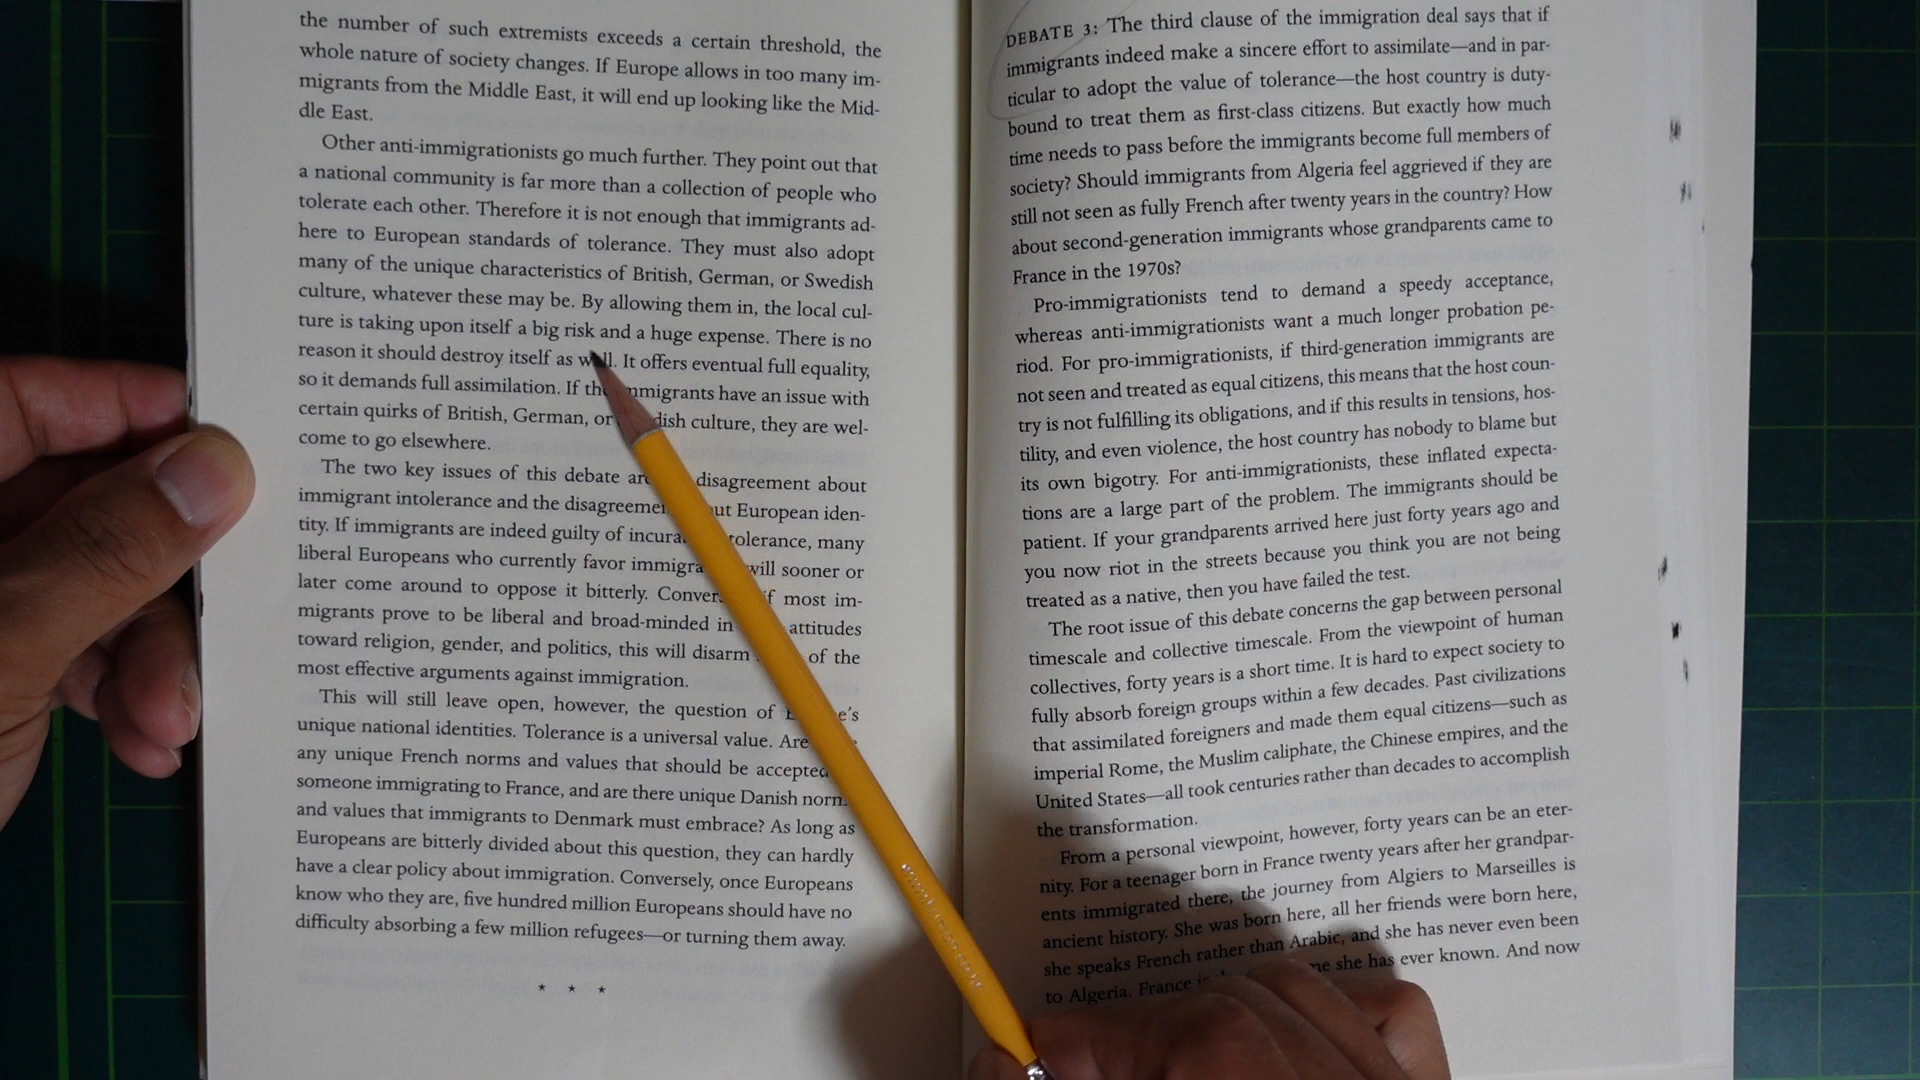 the number of such extremists exceeds a certain threshold, the
whole nature of society changes. If Europe allows in too many im-
migrants from the Middle East, it will end up looking like the Mid-
dle East.
Other anti-immigrationists go much further. They point out that
a national community is far more than a collection of people who
tolerate each other. Therefore it is not enough that immigrants ad-
here to European standards of tolerance. They must also adopt
many of the unique characteristics of British, German, or Swedish
culture, whatever these may be. By allowing them in, the local cul-
ture is taking upon itself a big risk and a huge expense. There is no
reason it should destroy itself as well. It offers eventual full equality,
so it demands full assimilation. If the immigrants have an issue with
certain quirks of British, German, or dish culture, they are wel-
come to go elsewhere.
The two key issues of this debate are disagreement about
immigrant intolerance and the disagreement European iden-
tity. If immigrants are indeed guilty of tolerance, many
liberal Europeans who currently favor will sooner or
later come around to oppose it bitterly. if most im-
migrants prove to be liberal and broad-minded in attitudes
toward religion, gender, and politics, this will disarm of the
most effective arguments against immigration.
This will still leave open, however, the question of
unique national identities. Tolerance is a universal value. Are
any unique French norms and values that should be accepted
someone immigrating to France, and are there unique Danish norms
and values that immigrants to Denmark must embrace? As long as
Europeans are bitterly divided about this question, they can hardly
have a clear policy about immigration. Conversely, once Europeans
know who they are, five hundred million Europeans should have no
difficulty absorbing a few million refugees—or turning them away.
* * *
DEBATE 3: The third clause of the immigration deal says that if
immigrants indeed make a sincere effort to assimilate—and in par-
ticular to adopt the value of tolerance—the host country is duty-
bound to treat them as first-class citizens. But exactly how much
time needs to pass before the immigrants become full members of
society? Should immigrants from Algeria feel aggrieved if they are
still not seen as fully French after twenty years in the country? How
about second-generation immigrants whose grandparents came to
France in the 1970s?
Pro-immigrationists tend to demand a speedy acceptance,
whereas anti-immigrationists want a much longer probation pe-
riod. For pro-immigrationists, if third-generation immigrants are
not seen and treated as equal citizens, this means that the host coun-
try is not fulfilling its obligations, and if this results in tensions, hos-
tility, and even violence, the host country has nobody to blame but
its own bigotry. For anti-immigrationists, these inflated expecta-
tions are a large part of the problem. The immigrants should be
patient. If your grandparents arrived here just forty years ago and
you now riot in the streets because you think you are not being
treated as a native, then you have failed the test.
The root issue of this debate concerns the gap between personal
timescale and collective timescale. From the viewpoint of human
collectives, forty years is a short time. It is hard to expect society to
fully absorb foreign groups within a few decades. Past civilizations
that assimilated foreigners and made them equal citizens—such as
imperial Rome, the Muslim caliphate, the Chinese empires, and the
United States—all took centuries rather than decades to accomplish
the transformation.
From a personal viewpoint, however, forty years can be an eter-
nity. For a teenager born in France twenty years after her grandpar-
ents immigrated there, the journey from Algiers to Marseilles is
ancient history. She was born here, all her friends were born here,
she speaks French rather than Arabic, and she has never even been
to Algeria. France she has ever known. And now